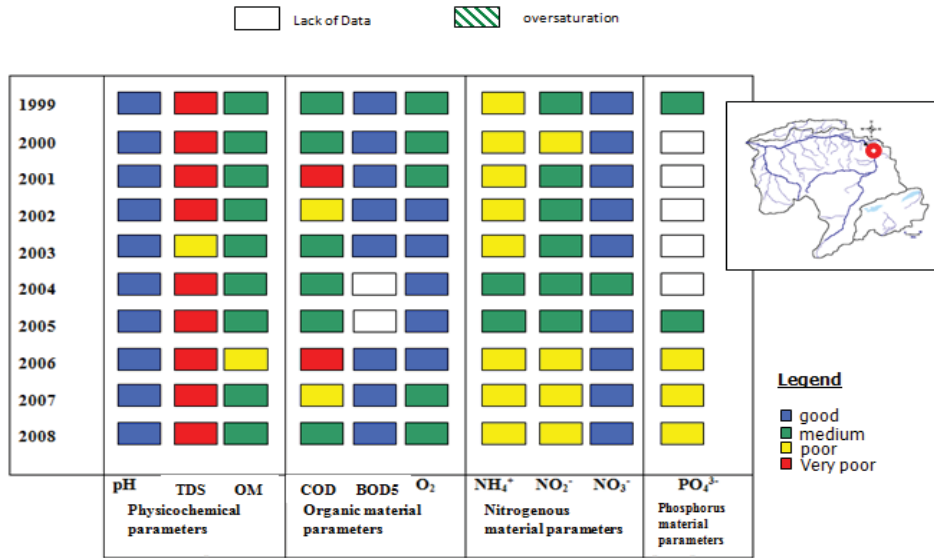 Lack of Data
oversaturation
1999
2000
2001
2002
2003
2004
2005
2006
2007
2008
Legend
good
medium
poor
Very poor
pH TDS OM COD BOD5 O₂ NH₄⁺ NO₂⁻ NO₃⁻ PO₄³⁻
Physicochemical
parameters
Organic material
parameters
Nitrogenous
material parameters
Phosphorus
material
parameters